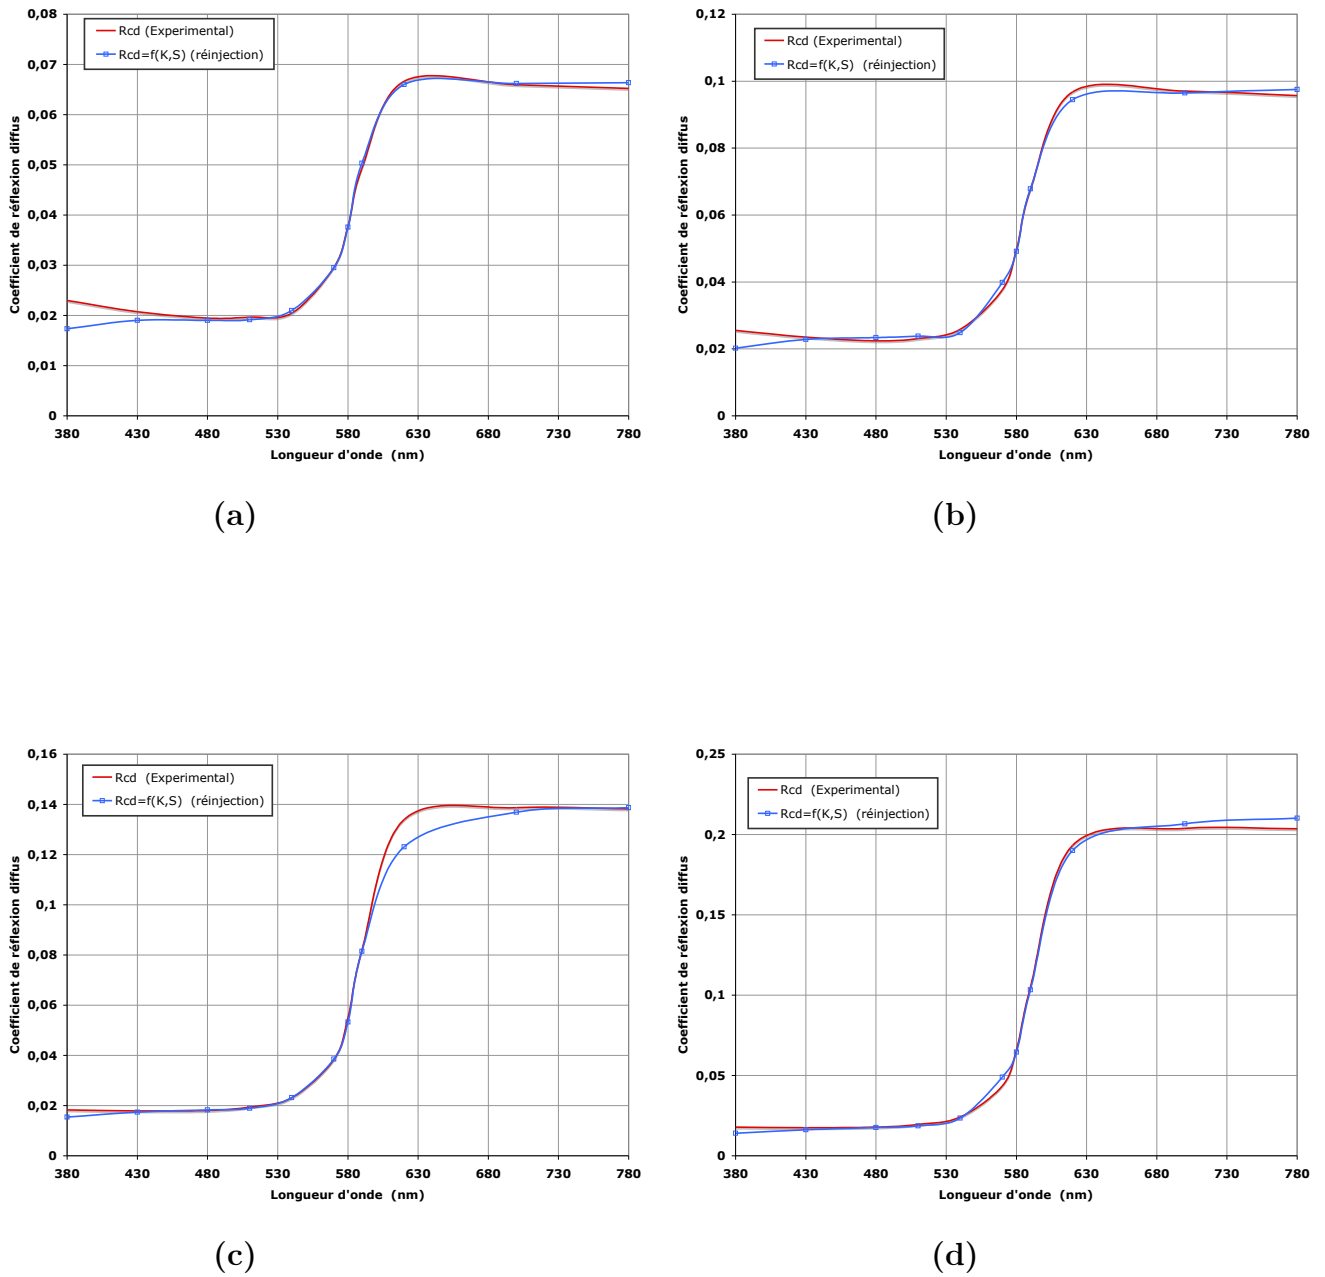 0,08
0,07
0,06
0,05
0,04
0,03
0,02
0,01
0
Coefficient de réflexion diffus
Rcd (Experimental)
Rcd=f(K,S) (réinjection)
380 430 480 530 580 630 680 730 780
Longueur d'onde (nm)
(a)
0,12
0,1
0,08
0,06
0,04
0,02
0
Coefficient de réflexion diffus
Rcd (Experimental)
Rcd=f(K,S) (réinjection)
380 430 480 530 580 630 680 730 780
Longueur d'onde (nm)
(b)
0,16
0,14
0,12
0,1
0,08
0,06
0,04
0,02
0
Coefficient de réflexion diffus
Rcd (Experimental)
Rcd=f(K,S) (réinjection)
380 430 480 530 580 630 680 730 780
Longueur d'onde (nm)
(c)
0,25
0,2
0,15
0,1
0,05
0
Coefficient de réflexion diffus
Rcd (Experimental)
Rcd=f(K,S) (réinjection)
380 430 480 530 580 630 680 730 780
Longueur d'onde (nm)
(d)